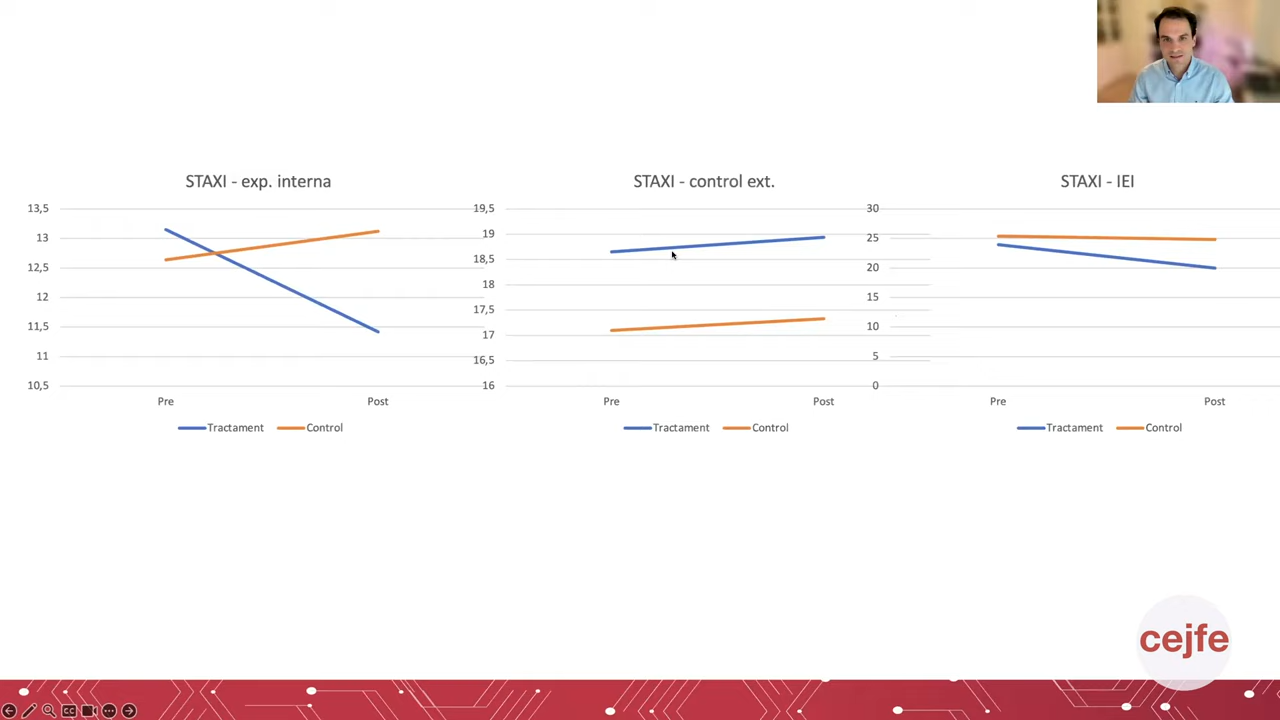 STAXI - exp. interna
13,5
13
12,5
12
11,5
11
10,5
Pre Post
Tractament Control
STAXI - control ext.
19,5
19
18,5
18
17,5
17
16,5
16
Pre Post
Tractament Control
STAXI - IEI
30
25
20
15
10
5
0
Pre Post
Tractament Control
cejfe
CC